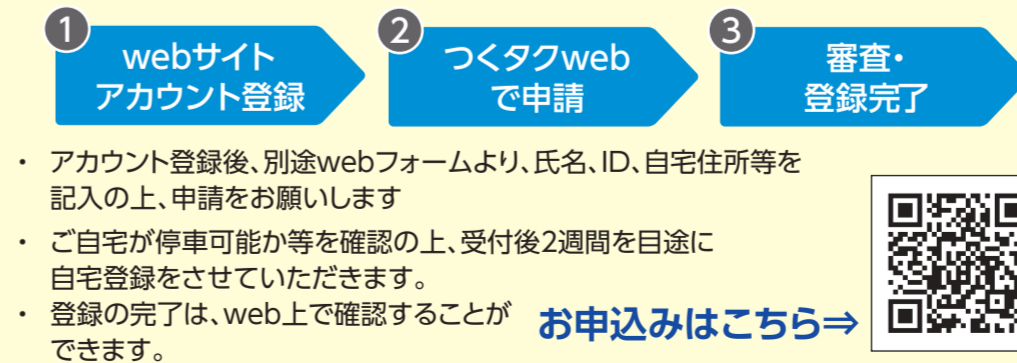 1
webサイト
アカウント登録
2
つくタクweb
で申請
3
審査・
登録完了
・ アカウント登録後、別途webフォームより、氏名、ID、自宅住所等を
記入の上、申請をお願いします
・ ご自宅が停車可能か等を確認の上、受付後2週間を目途に
自宅登録をさせていただきます。
・ 登録の完了は、web上で確認することが
できます。
お申込みはこちら⇒